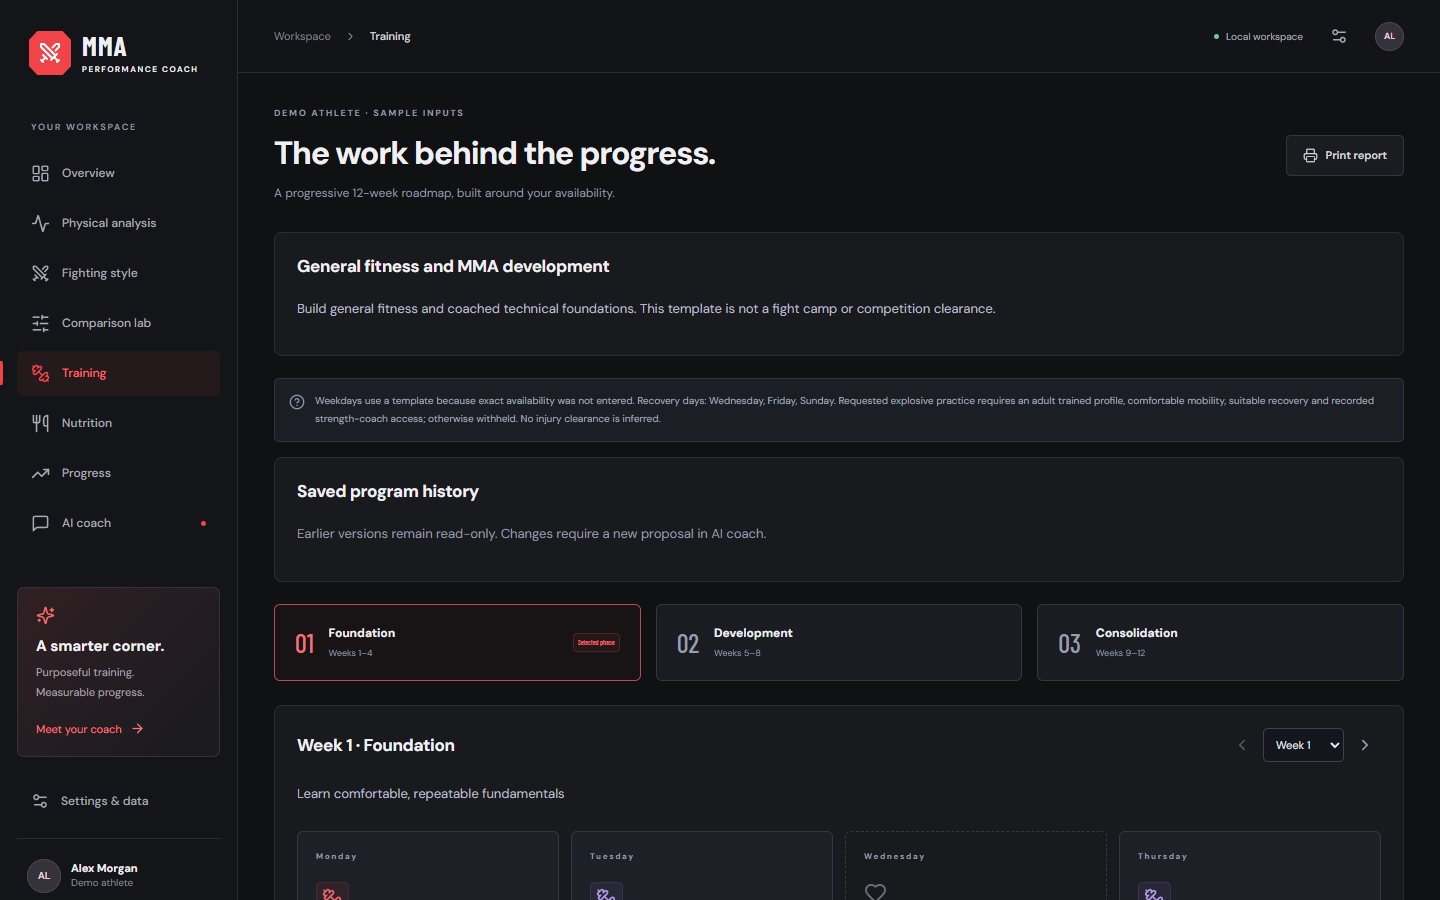 MMA
PERFORMANCE COACH
YOUR WORKSPACE
Overview
Physical analysis
Fighting style
Comparison lab
Training
Nutrition
Progress
AI coach
A smarter corner.
Purposeful training.
Measurable progress.
Meet your coach
Settings & data
AL
Alex Morgan
Demo athlete
Workspace
Training
Local workspace
AL
DEMO ATHLETE · SAMPLE INPUTS
The work behind the progress.
A progressive 12-week roadmap, built around your availability.
Print report
General fitness and MMA development
Build general fitness and coached technical foundations. This template is not a fight camp or competition clearance.
Weekdays use a template because exact availability was not entered. Recovery days: Wednesday, Friday, Sunday. Requested explosive practice requires an adult trained profile, comfortable mobility, suitable recovery and recorded
strength-coach access; otherwise withheld. No injury clearance is inferred.
Saved program history
Earlier versions remain read-only. Changes require a new proposal in AI coach.
01
Foundation
Weeks 1–4
Selected phase
02
Development
Weeks 5–8
03
Consolidation
Weeks 9–12
Week 1 · Foundation
Week 1
Learn comfortable, repeatable fundamentals
Monday
Tuesday
Wednesday
Thursday